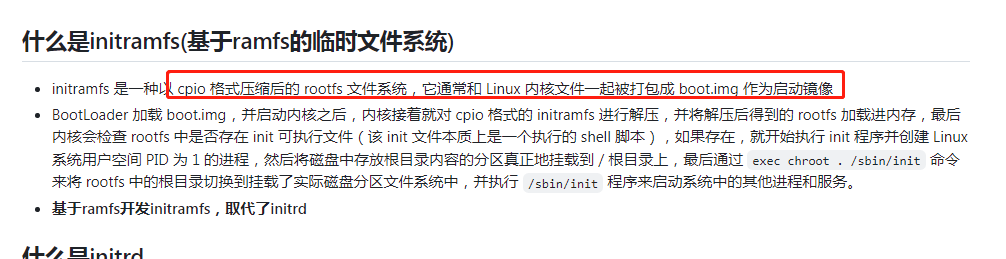 什么是initramfs(基于ramfs的临时文件系统)
initramfs 是一种以 cpio 格式压缩后的 rootfs 文件系统，它通常和 Linux 内核文件一起被打包成 boot.img 作为启动镜像
BootLoader 加载 boot.img，并启动内核之后，内核接着就对 cpio 格式的 initramfs 进行解压，并将解压后得到的 rootfs 加载进内存，最后
内核会检查 rootfs 中是否存在 init 可执行文件（该 init 文件本质上是一个执行的 shell 脚本），如果存在，就开始执行 init 程序并创建 Linux
系统用户空间 PID 为 1 的进程，然后将磁盘中存放根目录内容的分区真正地挂载到 / 根目录上，最后通过 exec chroot . /sbin/init 命令
来将 rootfs 中的根目录切换到挂载了实际磁盘分区文件系统中，并执行 /sbin/init 程序来启动系统中的其他进程和服务。
基于ramfs开发initramfs，取代了initrd
什么是initrd